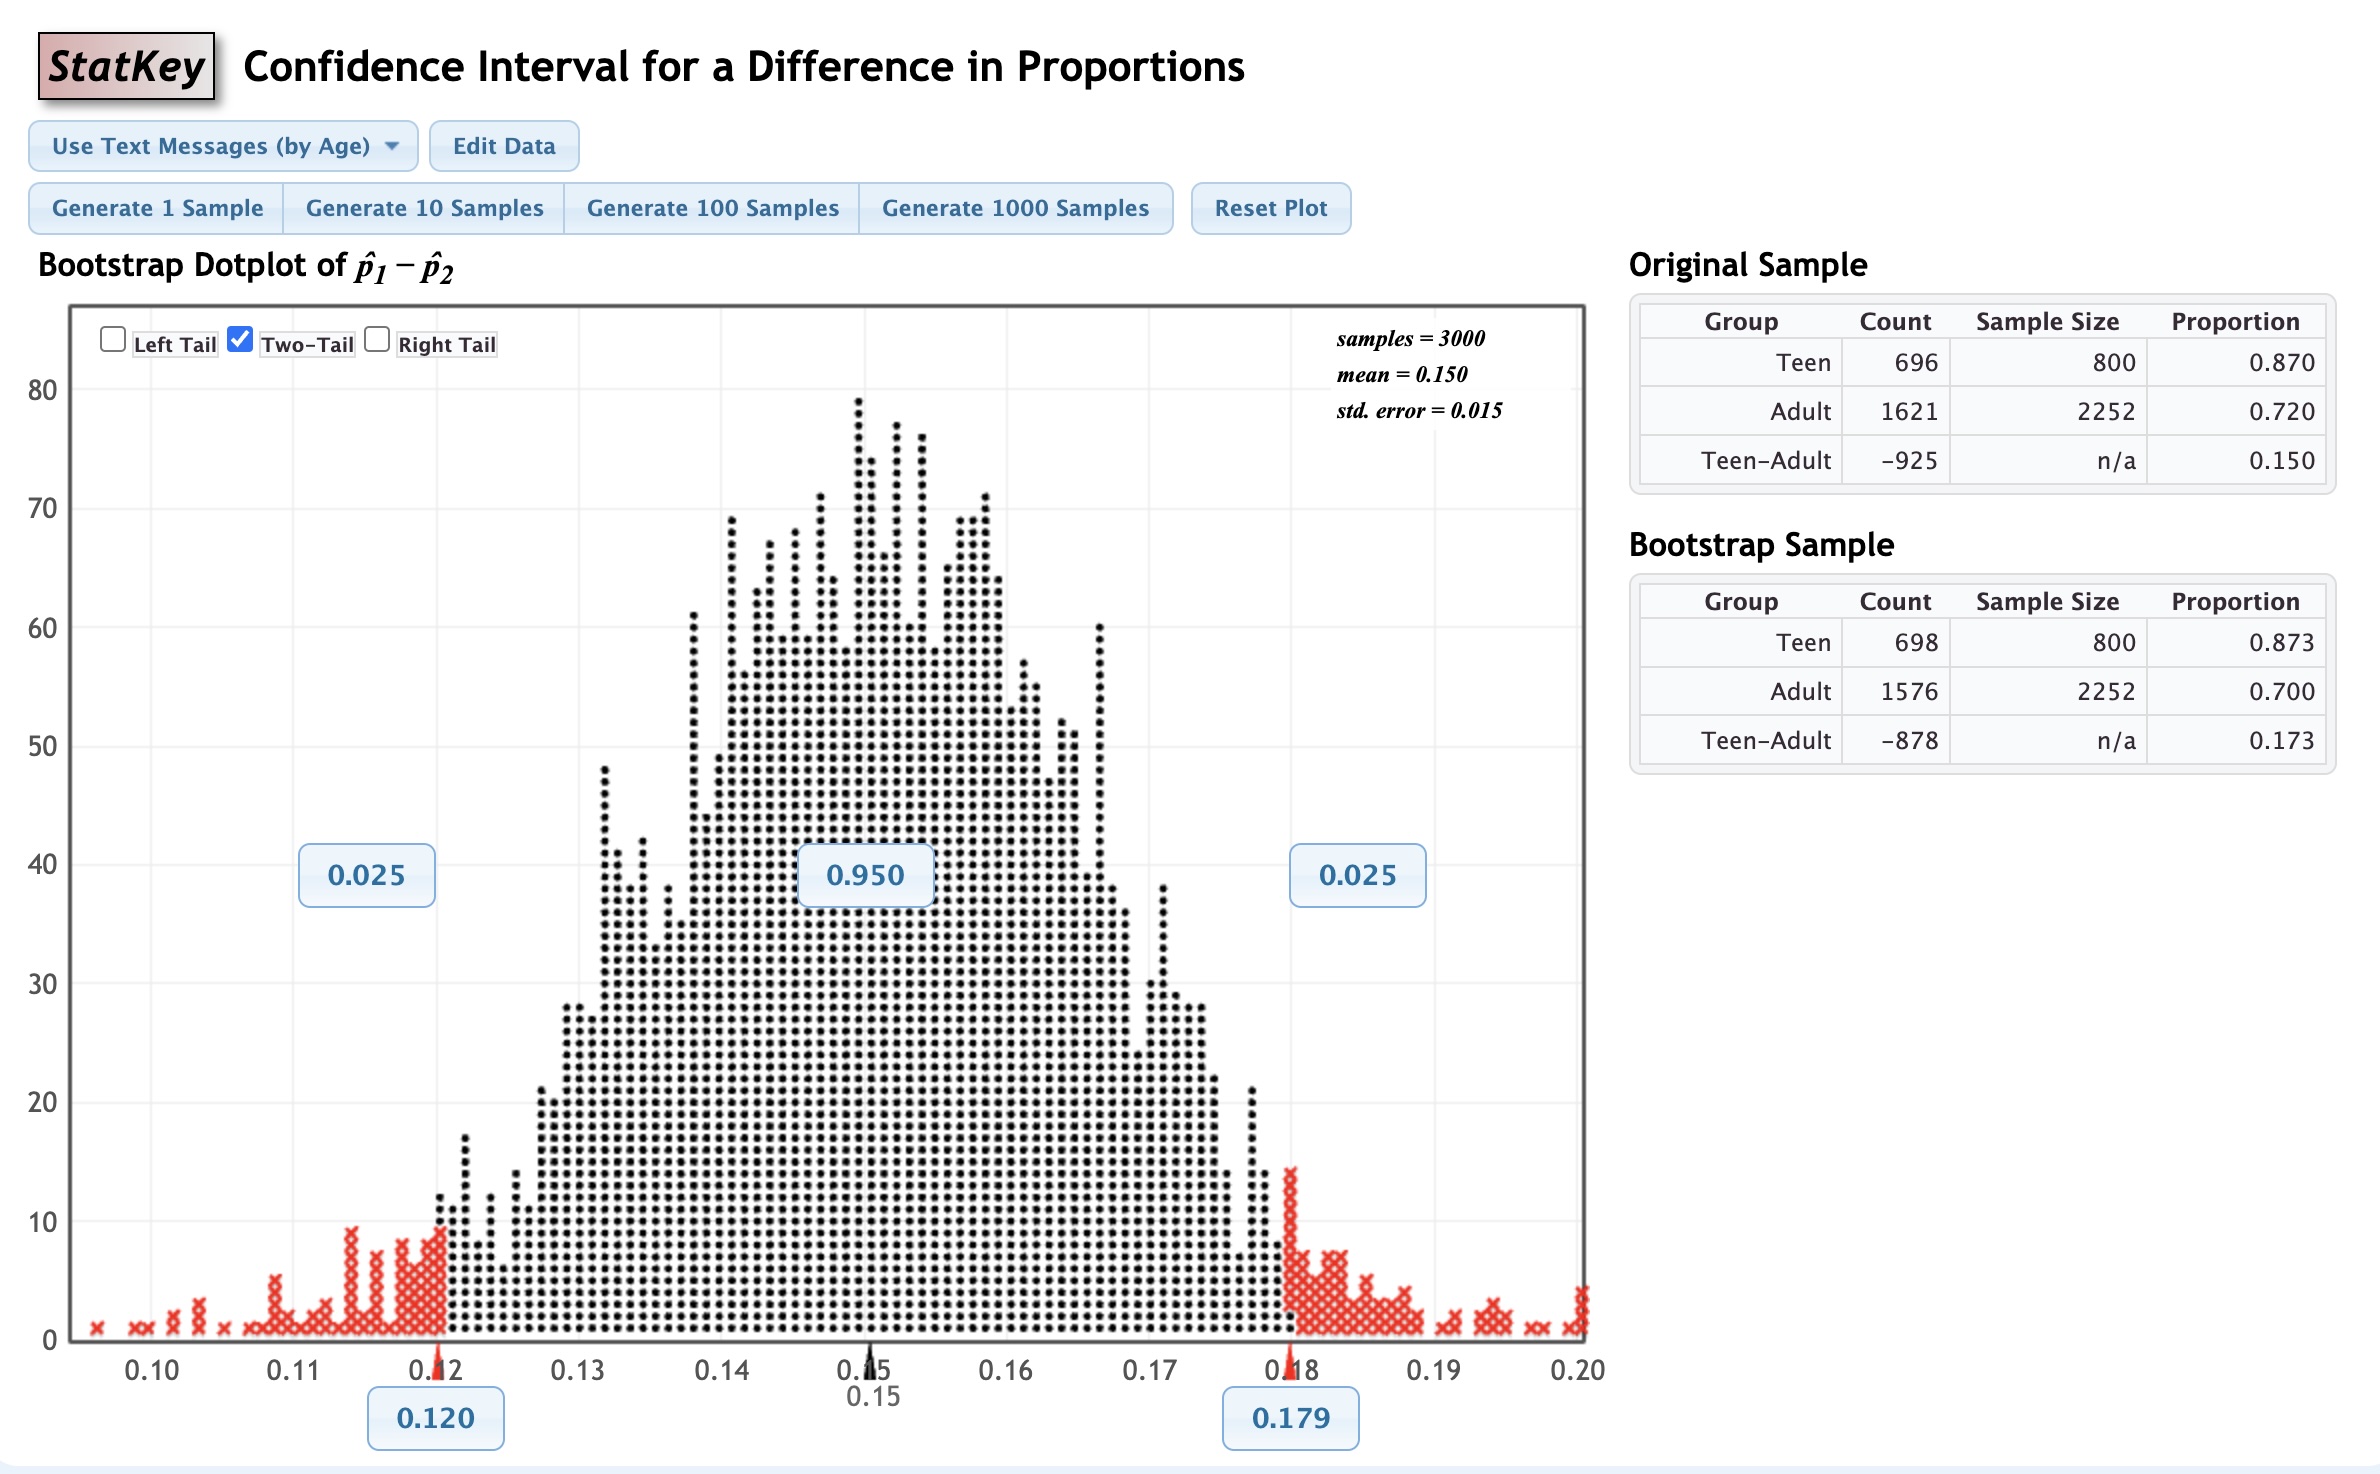 StatKey Confidence Interval for a Difference in Proportions
Use Text Messages (by Age) Edit Data
Generate 1 Sample Generate 10 Samples Generate 100 Samples Generate 1000 Samples Reset Plot
Bootstrap Dotplot of p̂₁ − p̂₂
Left Tail Two-Tail Right Tail
samples = 3000
mean = 0.150
std. error = 0.015
80
70
60
50
40
30
20
10
0
0.025 0.950 0.025
0.10 0.11 0.12 0.13 0.14 0.15 0.16 0.17 0.18 0.19 0.20
0.15
0.120 0.179
Original Sample
Group Count Sample Size Proportion
Teen 696 800 0.870
Adult 1621 2252 0.720
Teen-Adult -925 n/a 0.150
Bootstrap Sample
Group Count Sample Size Proportion
Teen 698 800 0.873
Adult 1576 2252 0.700
Teen-Adult -878 n/a 0.173